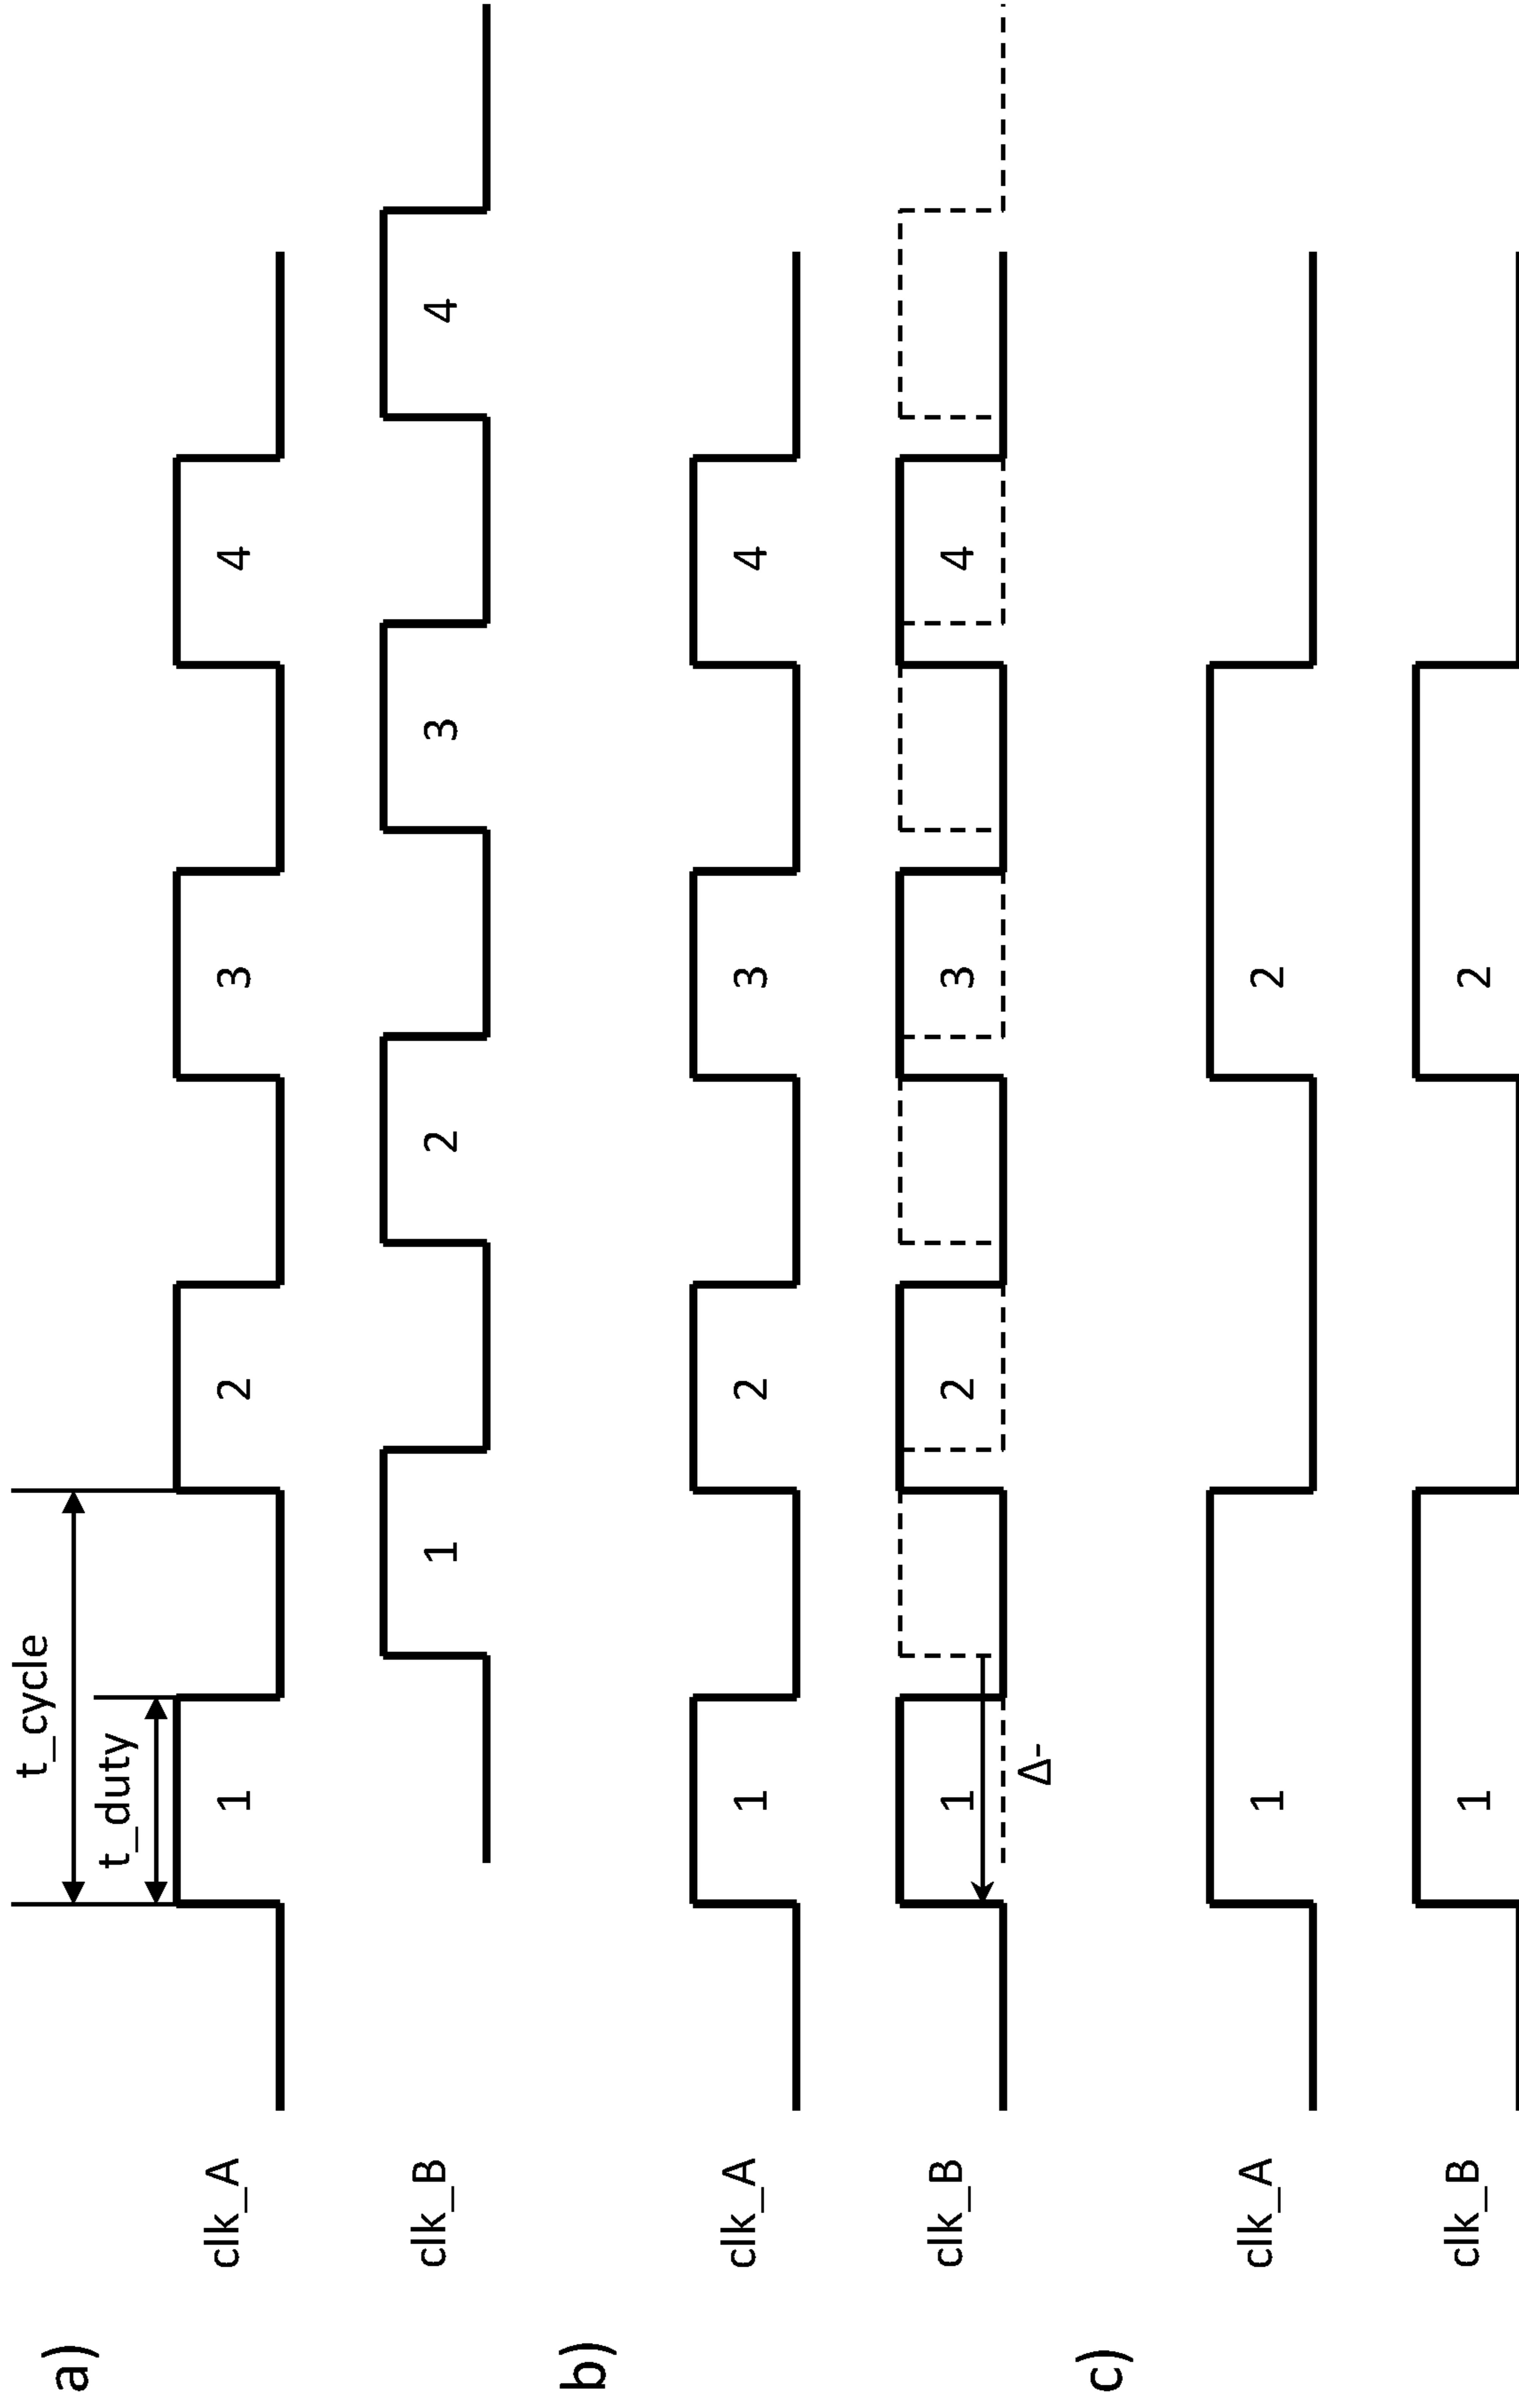 a)
t_cycle
t_duty
clk_A 1 2 3 4
clk_B 1 2 3 4
b)
clk_A 1 2 3 4
clk_B 1 2 3 4
Δ-
c)
clk_A 1 2
clk_B 1 2